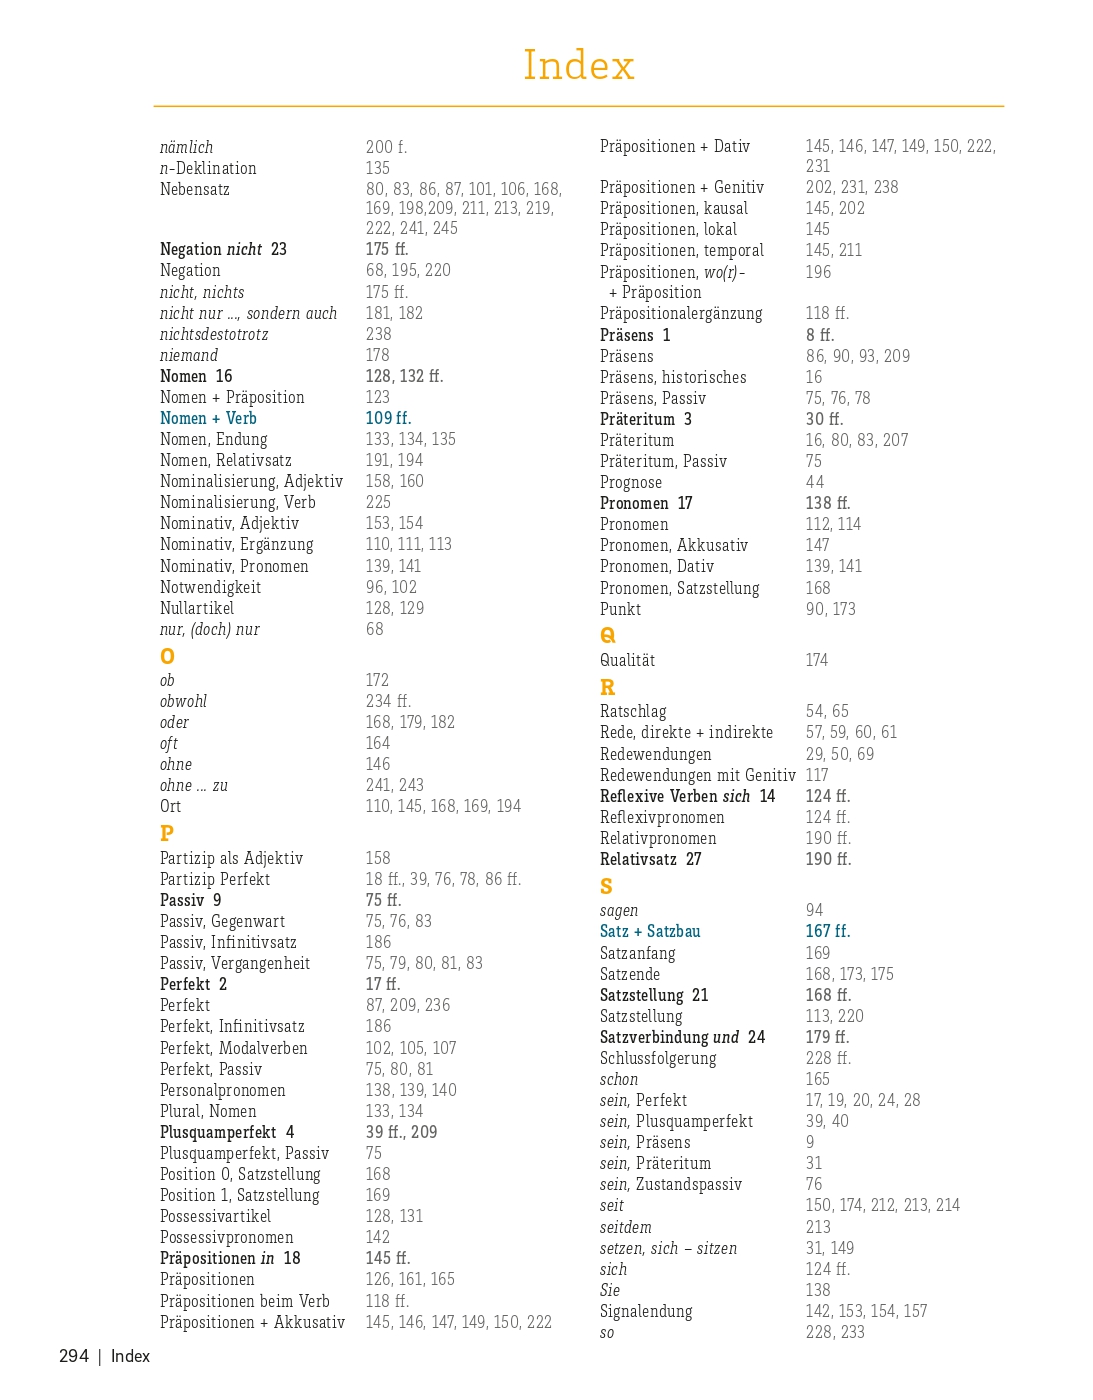 Index
nämlich 200 f.
n-Deklination 135
Nebensatz 80, 83, 86, 87, 101, 106, 168,
169, 198,209, 211, 213, 219,
222, 241, 245
Negation nicht 23 175 ff.
Negation 68, 195, 220
nicht, nichts 175 ff.
nicht nur ..., sondern auch 181, 182
nichtsdestotrotz 238
niemand 178
Nomen 16 128, 132 ff.
Nomen + Präposition 123
Nomen + Verb 109 ff.
Nomen, Endung 133, 134, 135
Nomen, Relativsatz 191, 194
Nominalisierung, Adjektiv 158, 160
Nominalisierung, Verb 225
Nominativ, Adjektiv 153, 154
Nominativ, Ergänzung 110, 111, 113
Nominativ, Pronomen 139, 141
Notwendigkeit 96, 102
Nullartikel 128, 129
nur, (doch) nur 68
O
ob 172
obwohl 234 ff.
oder 168, 179, 182
oft 164
ohne 146
ohne ... zu 241, 243
Ort 110, 145, 168, 169, 194
P
Partizip als Adjektiv 158
Partizip Perfekt 18 ff., 39, 76, 78, 86 ff.
Passiv 9 75 ff.
Passiv, Gegenwart 75, 76, 83
Passiv, Infinitivsatz 186
Passiv, Vergangenheit 75, 79, 80, 81, 83
Perfekt 2 17 ff.
Perfekt 87, 209, 236
Perfekt, Infinitivsatz 186
Perfekt, Modalverben 102, 105, 107
Perfekt, Passiv 75, 80, 81
Personalpronomen 138, 139, 140
Plural, Nomen 133, 134
Plusquamperfekt 4 39 ff., 209
Plusquamperfekt, Passiv 75
Position 0, Satzstellung 168
Position 1, Satzstellung 169
Possessivartikel 128, 131
Possessivpronomen 142
Präpositionen in 18 145 ff.
Präpositionen 126, 161, 165
Präpositionen beim Verb 118 ff.
Präpositionen + Akkusativ 145, 146, 147, 149, 150, 222
Präpositionen + Dativ 145, 146, 147, 149, 150, 222,
231
Präpositionen + Genitiv 202, 231, 238
Präpositionen, kausal 145, 202
Präpositionen, lokal 145
Präpositionen, temporal 145, 211
Präpositionen, wo(r)- 196
+ Präposition
Präpositionalergänzung 118 ff.
Präsens 1 8 ff.
Präsens 86, 90, 93, 209
Präsens, historisches 16
Präsens, Passiv 75, 76, 78
Präteritum 3 30 ff.
Präteritum 16, 80, 83, 207
Präteritum, Passiv 75
Prognose 44
Pronomen 17 138 ff.
Pronomen 112, 114
Pronomen, Akkusativ 147
Pronomen, Dativ 139, 141
Pronomen, Satzstellung 168
Punkt 90, 173
Q
Qualität 174
R
Ratschlag 54, 65
Rede, direkte + indirekte 57, 59, 60, 61
Redewendungen 29, 50, 69
Redewendungen mit Genitiv 117
Reflexive Verben sich 14 124 ff.
Reflexivpronomen 124 ff.
Relativpronomen 190 ff.
Relativsatz 27 190 ff.
S
sagen 94
Satz + Satzbau 167 ff.
Satzanfang 169
Satzende 168, 173, 175
Satzstellung 21 168 ff.
Satzstellung 113, 220
Satzverbindung und 24 179 ff.
Schlussfolgerung 228 ff.
schon 165
sein, Perfekt 17, 19, 20, 24, 28
sein, Plusquamperfekt 39, 40
sein, Präsens 9
sein, Präteritum 31
sein, Zustandspassiv 76
seit 150, 174, 212, 213, 214
seitdem 213
setzen, sich – sitzen 31, 149
sich 124 ff.
Sie 138
Signalendung 142, 153, 154, 157
so 228, 233
294 | Index